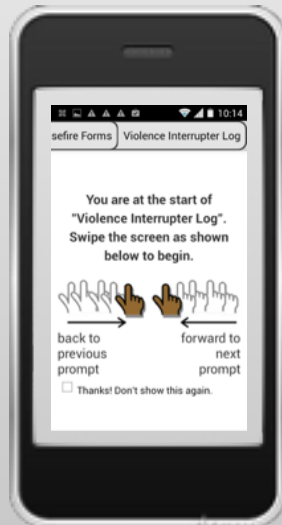 10:14
sefire Forms Violence Interrupter Log
You are at the start of
"Violence Interrupter Log".
Swipe the screen as shown
below to begin.
back to
previous
prompt
forward to
next
prompt
Thanks! Don't show this again.